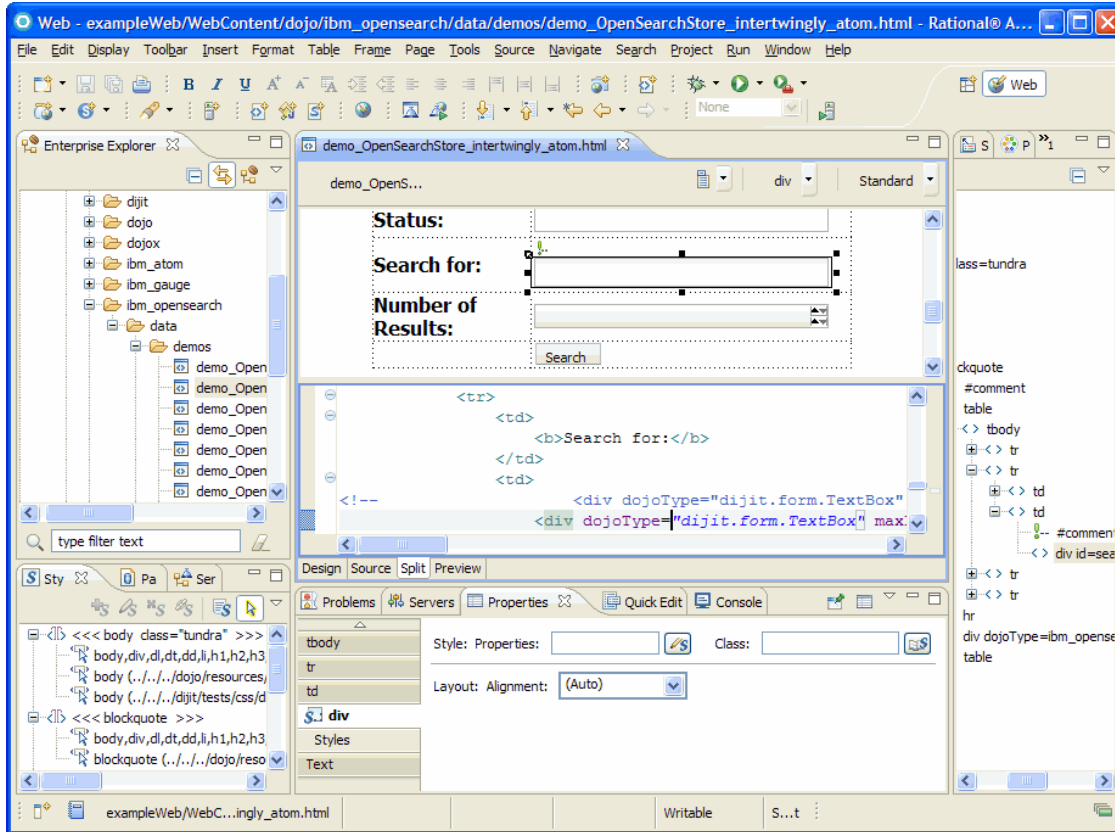 Web - exampleWeb/WebContent/dojo/ibm_opensearch/data/demos/demo_OpenSearchStore_intertwingly_atom.html - Rational® A...
File Edit Display Toolbar Insert Format Table Frame Page Tools Source Navigate Search Project Run Window Help
B I U A A
Web
None
Enterprise Explorer
dijit
dojo
dojox
ibm_atom
ibm_gauge
ibm_opensearch
data
demos
demo_Open
demo_Open
demo_Open
demo_Open
demo_Open
demo_Open
demo_Open
type filter text
demo_OpenSearchStore_intertwingly_atom.html
demo_OpenS...
div
Standard
Status:
Search for:
Number of
Results:
Search
<tr>
<td>
<b>Search for:</b>
</td>
<td>
<!-- <div dojoType="dijit.form.TextBox"
<div dojoType="dijit.form.TextBox" maxl
Design Source Split Preview
S P »1
lass=tundra
ckquote
#comment
table
<> tbody
<> tr
<> tr
<> td
<> td
#commen
<> div id=sea
<> tr
<> tr
hr
div dojoType=ibm_opense
table
Sty Pa Ser
<<< body class="tundra" >>>
body,div,dl,dt,dd,li,h1,h2,h3
body (../../../dojo/resources/
body (../../../dijit/tests/css/d
<<< blockquote >>>
body,div,dl,dt,dd,li,h1,h2,h3
blockquote (../../../dojo/reso
Problems Servers Properties Quick Edit Console
tbody
tr
td
div
Styles
Text
Style: Properties:
Class:
Layout: Alignment: (Auto)
exampleWeb/WebC...ingly_atom.html
Writable
S...t